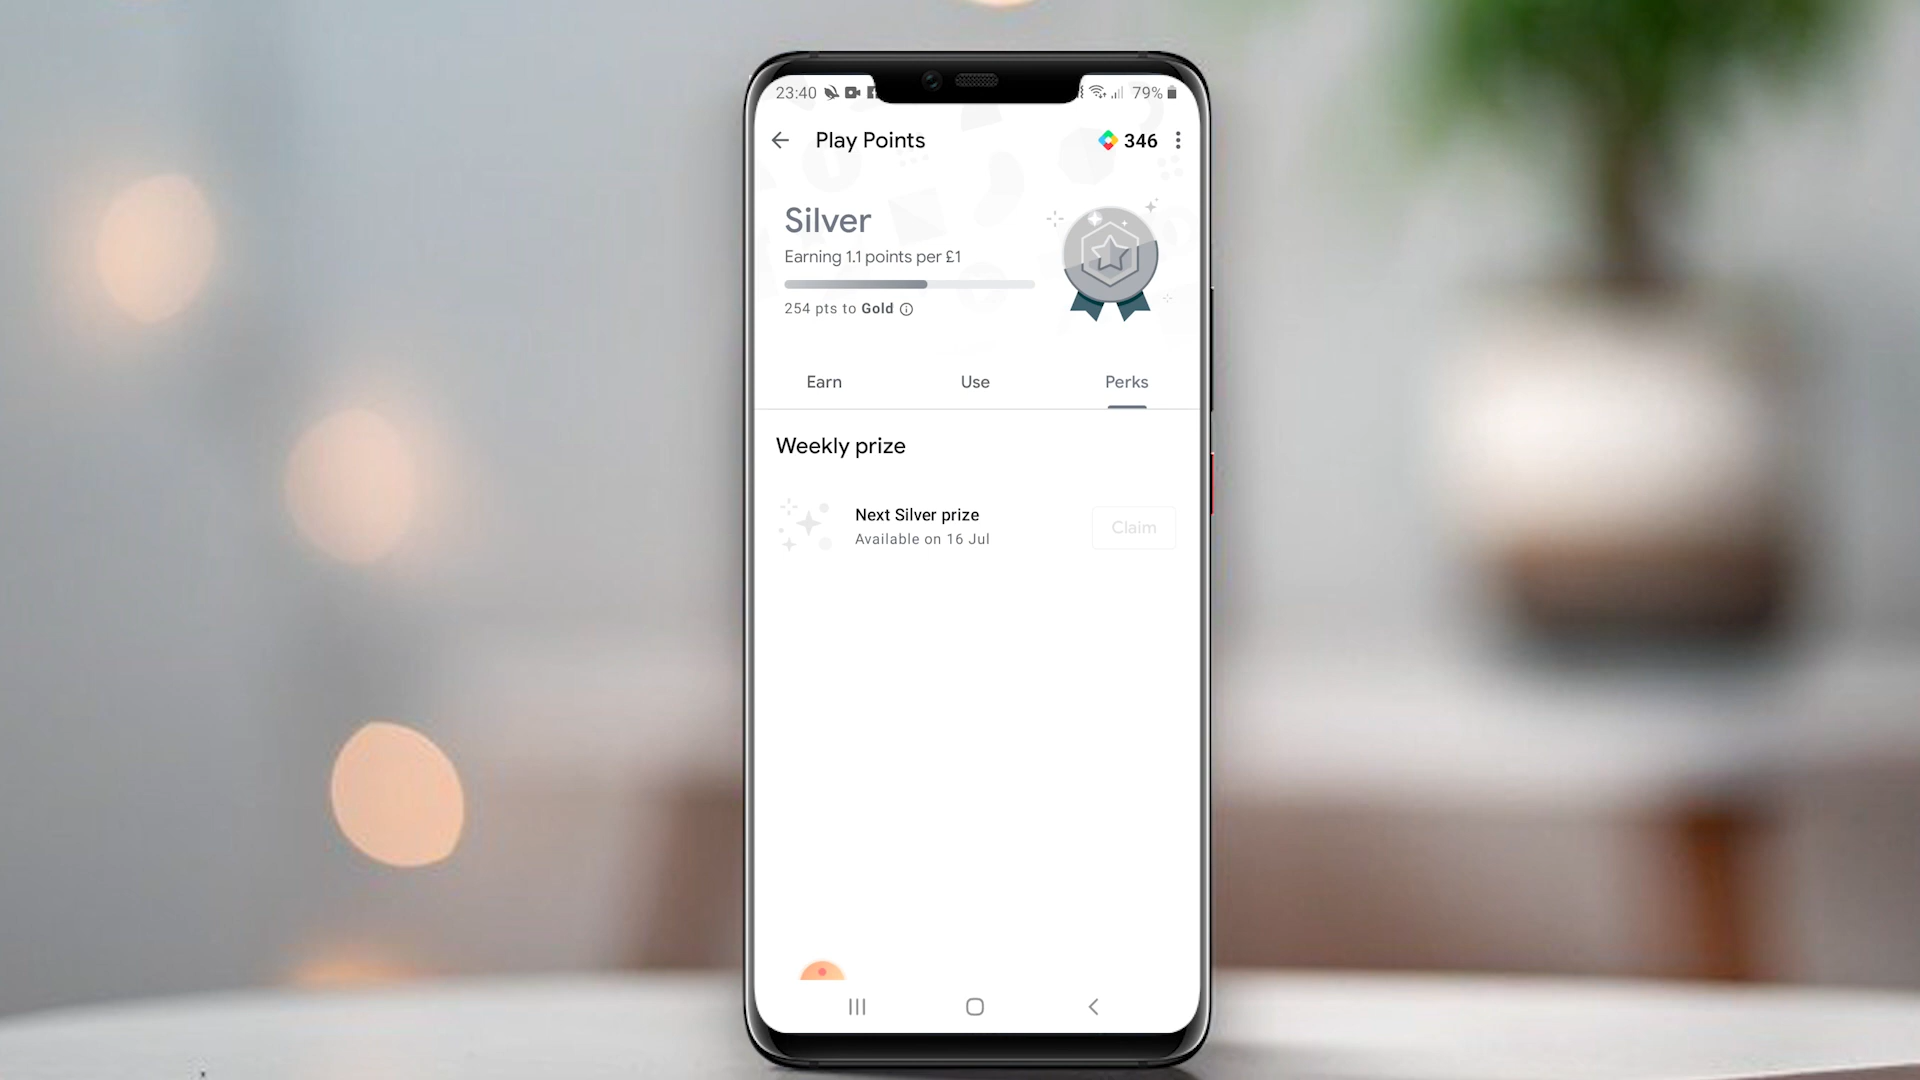 23:40 79%
Play Points 346
Silver
Earning 1.1 points per £1
254 pts to Gold
Earn Use Perks
Weekly prize
Next Silver prize
Available on 16 Jul
Claim